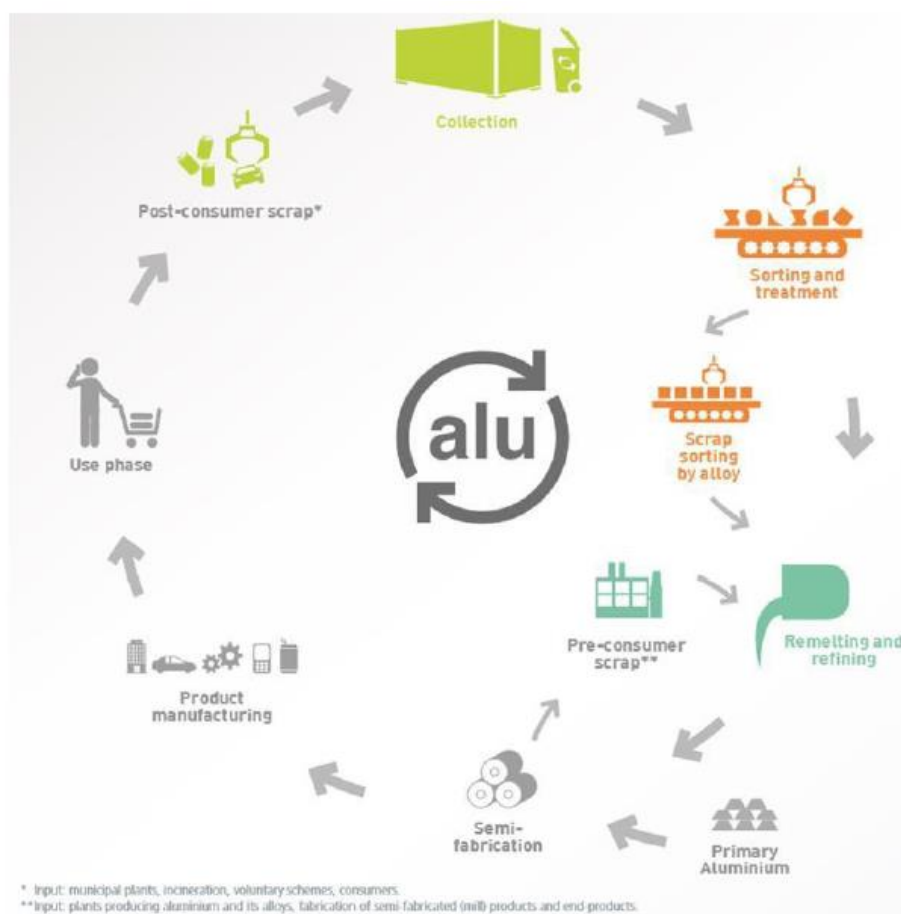 Collection
Post-consumer scrap*
Sorting and
treatment
alu
Use phase
Scrap
sorting
by alloy
Pre-consumer
scrap**
Remelting and
refining
Product
manufacturing
Semi-
fabrication
Primary
Aluminium
* Input: municipal plants, incineration, voluntary schemes, consumers.
**Input: plants producing aluminium and its alloys, fabrication of semi-fabricated (mill) products and end-products.